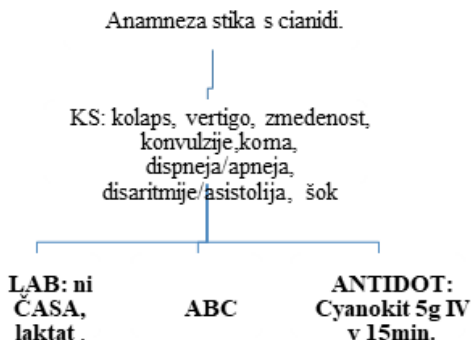 Anamneza stika s cianidi.
KS: kolaps, vertigo, zmedenost,
konvulzije,koma,
dispneja/apneja,
disaritmije/asistolija, šok
LAB: ni
ČASA,
laktat .
ABC
ANTIDOT:
Cyanokit 5g IV
v 15min.